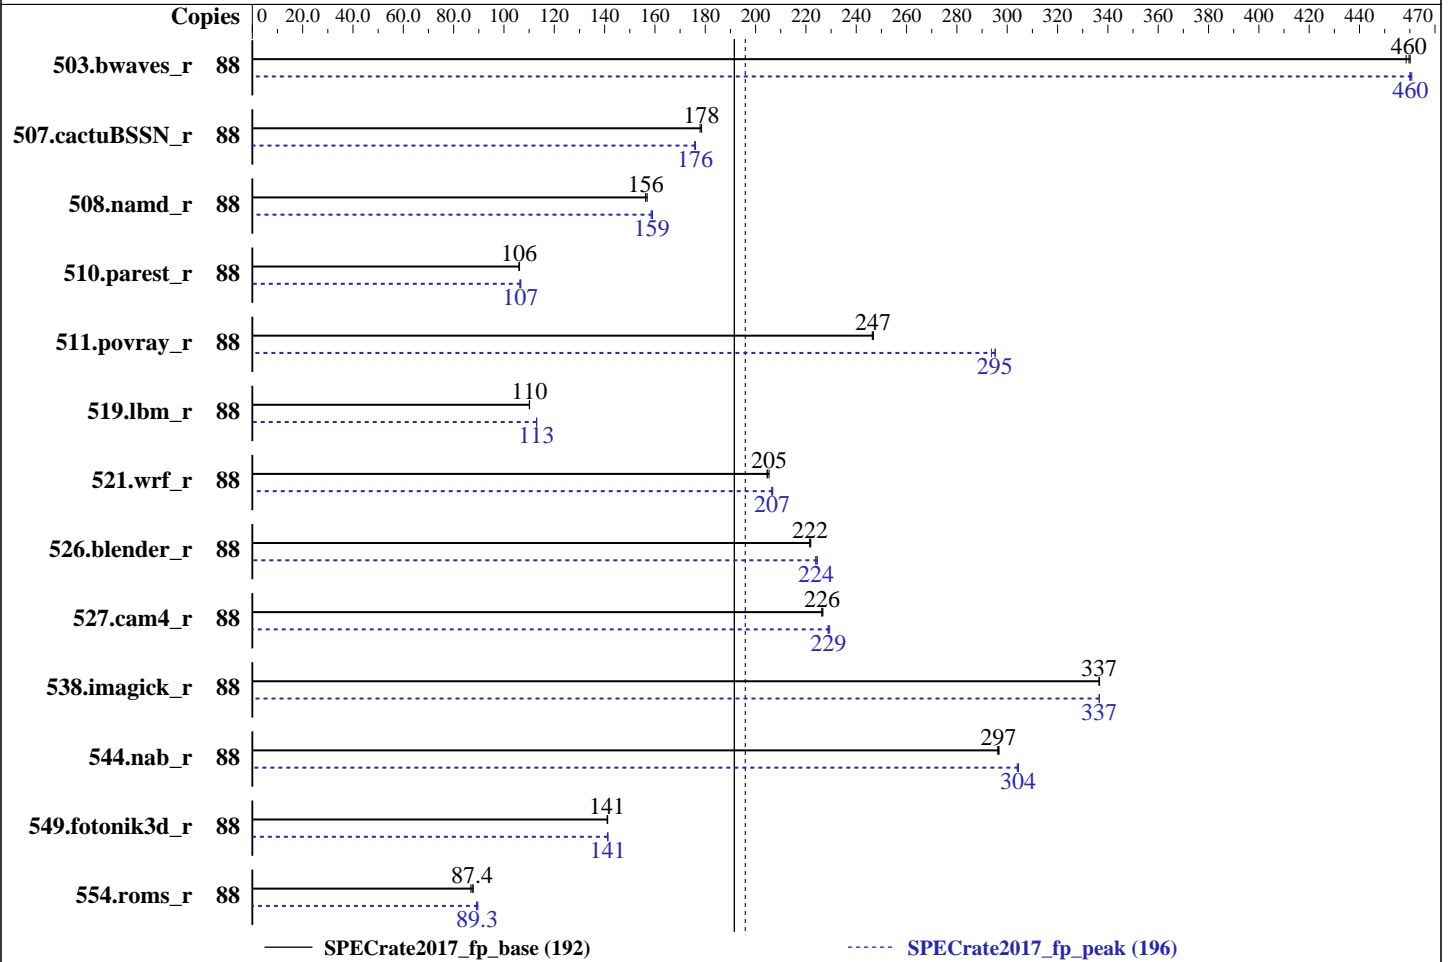 Copies 0 20.0 40.0 60.0 80.0 100 120 140 160 180 200 220 240 260 280 300 320 340 360 380 400 420 440 470
460
503.bwaves_r 88
460
178
507.cactuBSSN_r 88
176
156
508.namd_r 88
159
106
510.parest_r 88
107
247
511.povray_r 88
295
110
519.lbm_r 88
113
205
521.wrf_r 88
207
222
526.blender_r 88
224
226
527.cam4_r 88
229
337
538.imagick_r 88
337
297
544.nab_r 88
304
141
549.fotonik3d_r 88
141
87.4
554.roms_r 88
89.3
SPECrate2017_fp_base (192) SPECrate2017_fp_peak (196)